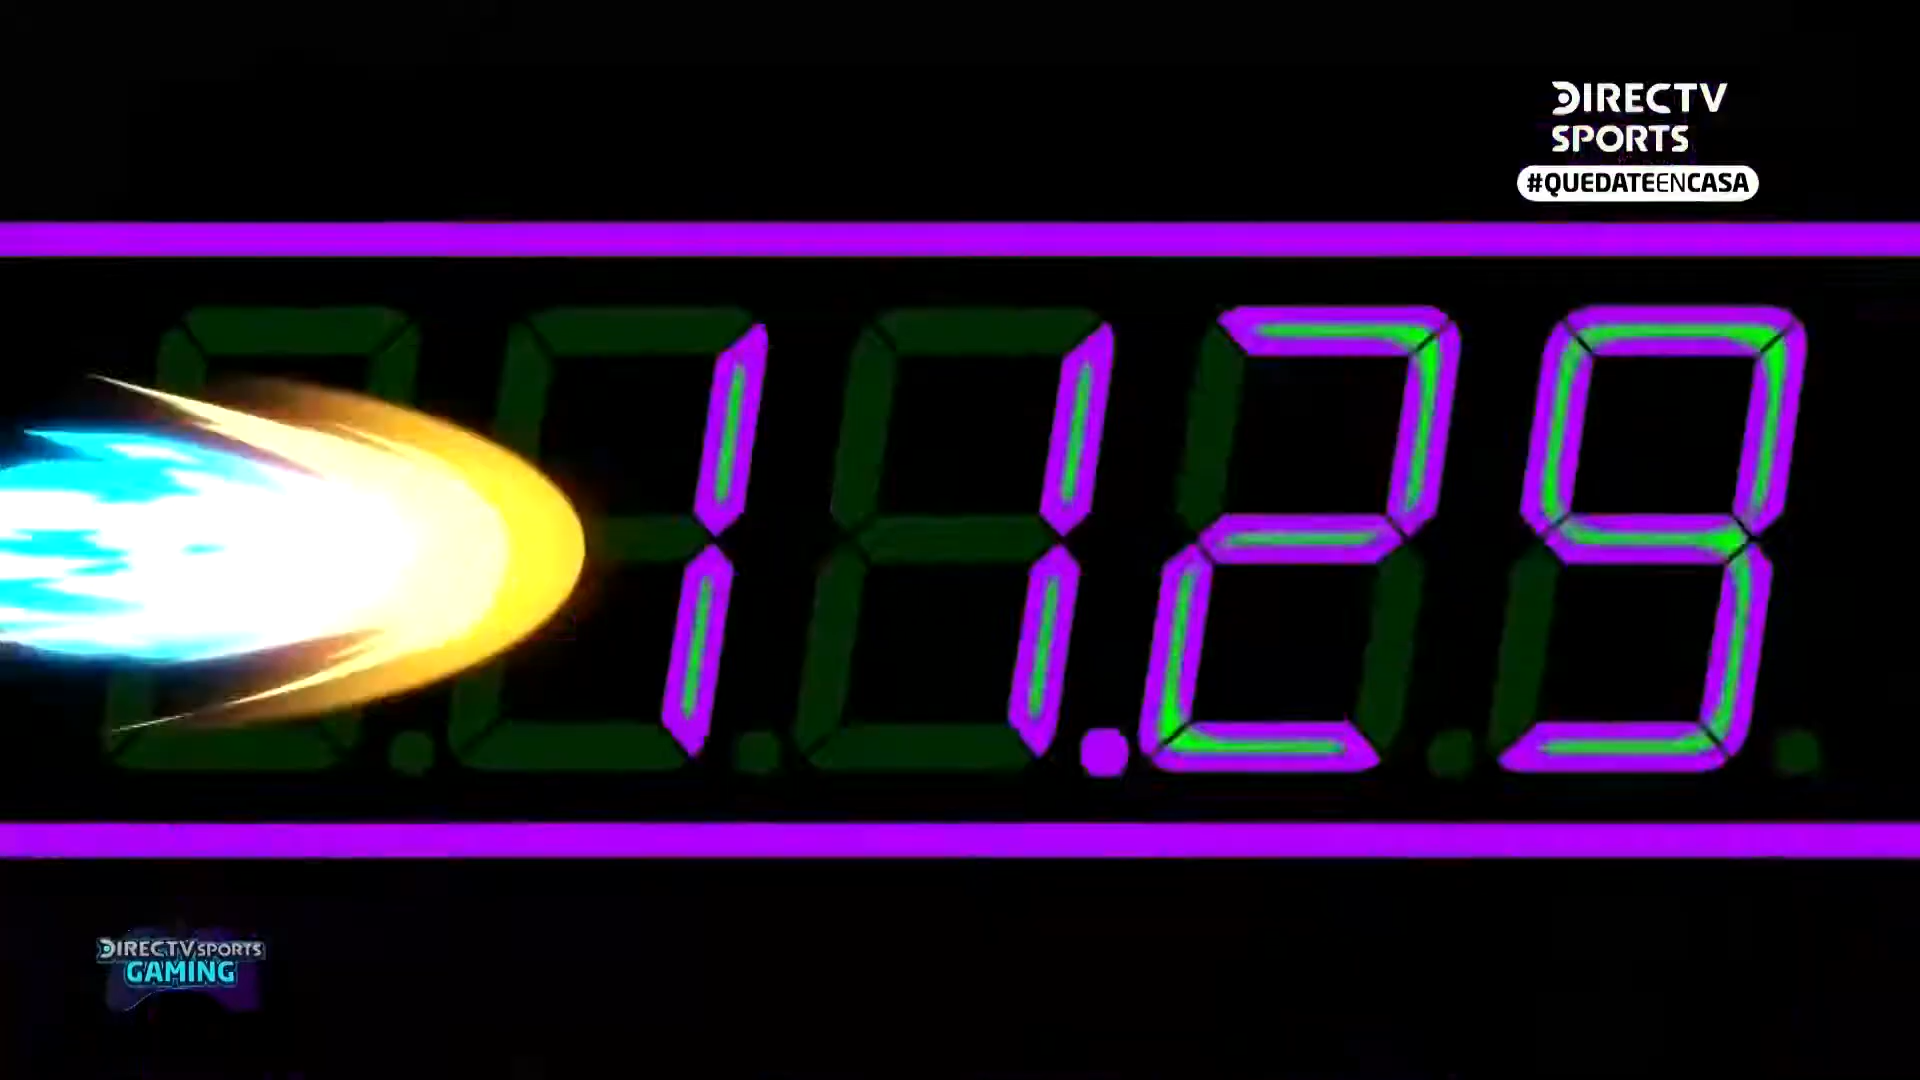 DIRECTV
SPORTS
#QUEDATEENCASA
11.29
DIRECTV SPORTS
GAMING